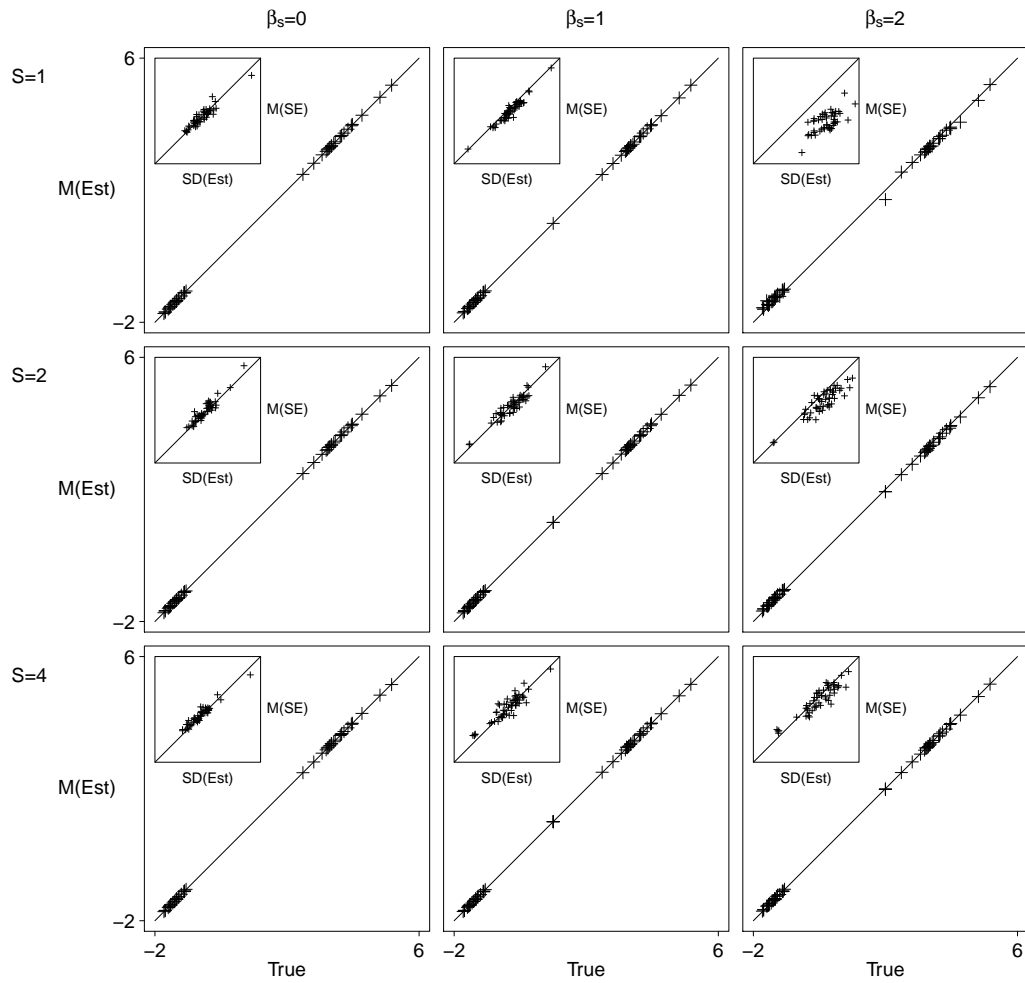 βs=0 βs=1 βs=2
S=1
6
M(SE) M(SE) M(SE)
SD(Est) SD(Est) SD(Est)
M(Est)
−2
S=2
6
M(SE) M(SE) M(SE)
SD(Est) SD(Est) SD(Est)
M(Est)
−2
S=4
6
M(SE) M(SE) M(SE)
SD(Est) SD(Est) SD(Est)
M(Est)
−2
−2 6 −2 6 −2 6
True True True